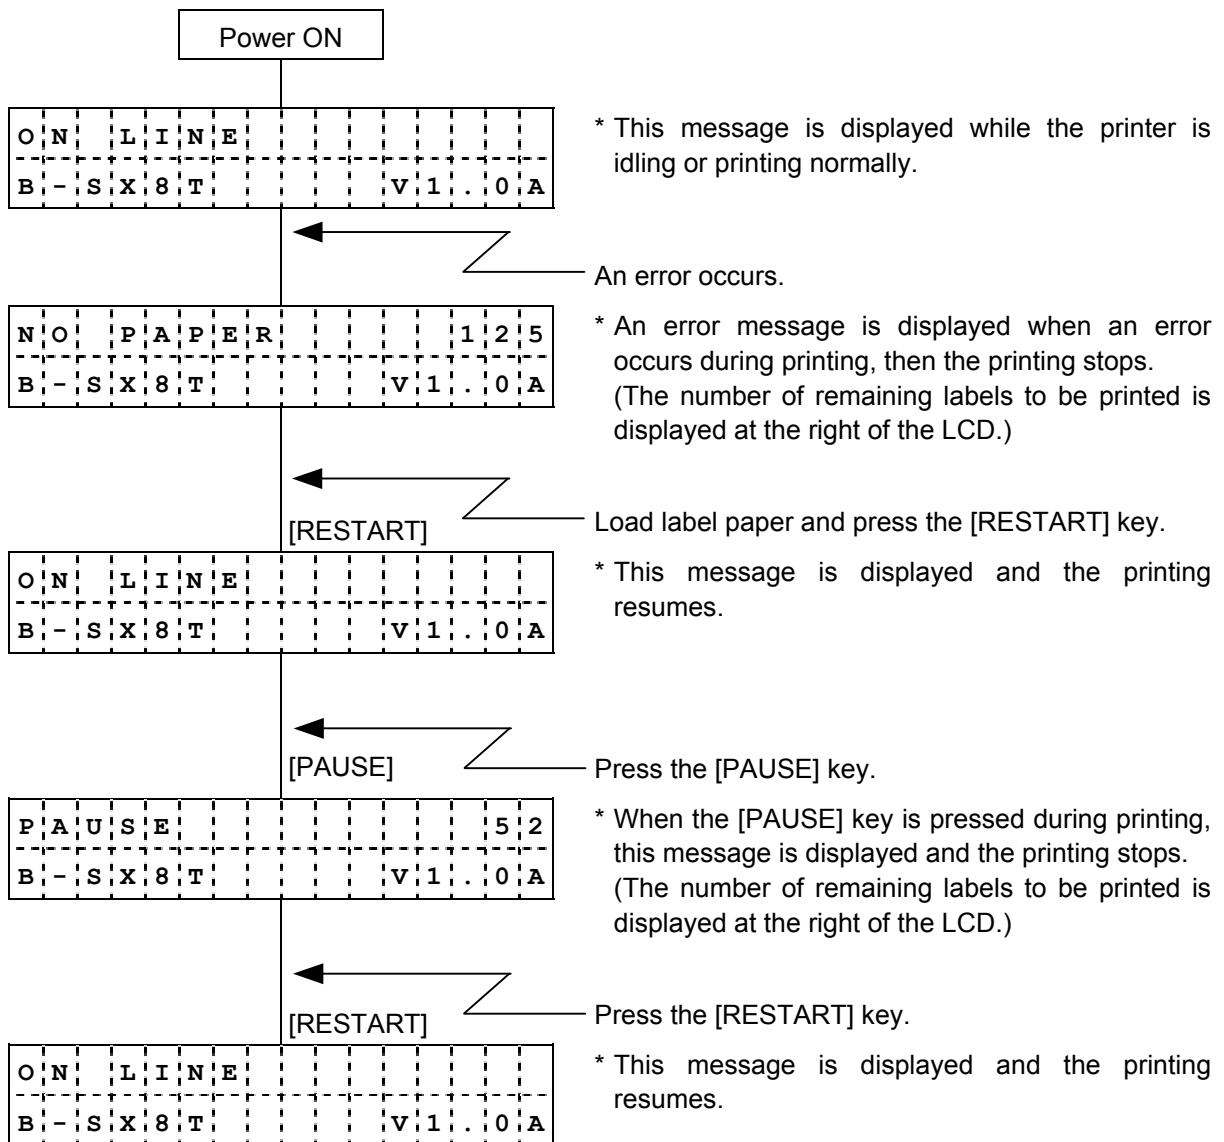 Power ON
ON LINE
B-SX8T V1.0A
* This message is displayed while the printer is
idling or printing normally.
An error occurs.
NO PAPER 125
B-SX8T V1.0A
* An error message is displayed when an error
occurs during printing, then the printing stops.
(The number of remaining labels to be printed is
displayed at the right of the LCD.)
[RESTART]
Load label paper and press the [RESTART] key.
ON LINE
B-SX8T V1.0A
* This message is displayed and the printing
resumes.
[PAUSE]
Press the [PAUSE] key.
PAUSE 52
B-SX8T V1.0A
* When the [PAUSE] key is pressed during printing,
this message is displayed and the printing stops.
(The number of remaining labels to be printed is
displayed at the right of the LCD.)
[RESTART]
Press the [RESTART] key.
ON LINE
B-SX8T V1.0A
* This message is displayed and the printing
resumes.